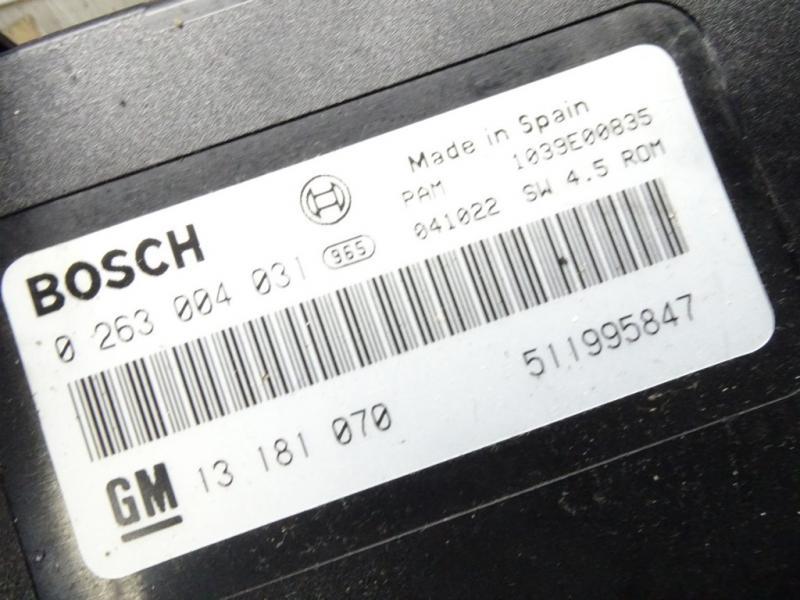 Made in Spain
PAM 1039E00835
BOSCH
041022 SW 4.5 ROM
0 263 004 031 965
511995847
GM 13 181 070